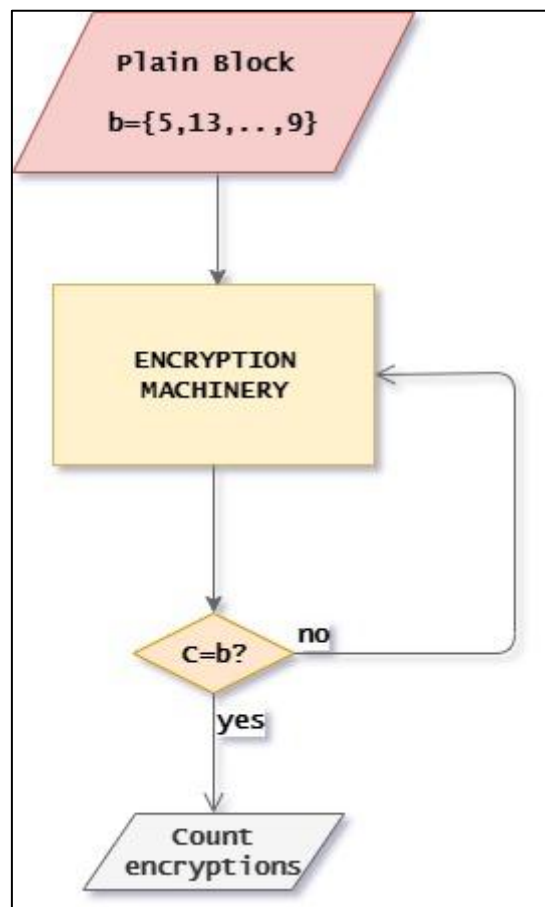 Plain Block
b={5,13,..,9}
ENCRYPTION
MACHINERY
C=b?
no
yes
Count
encryptions